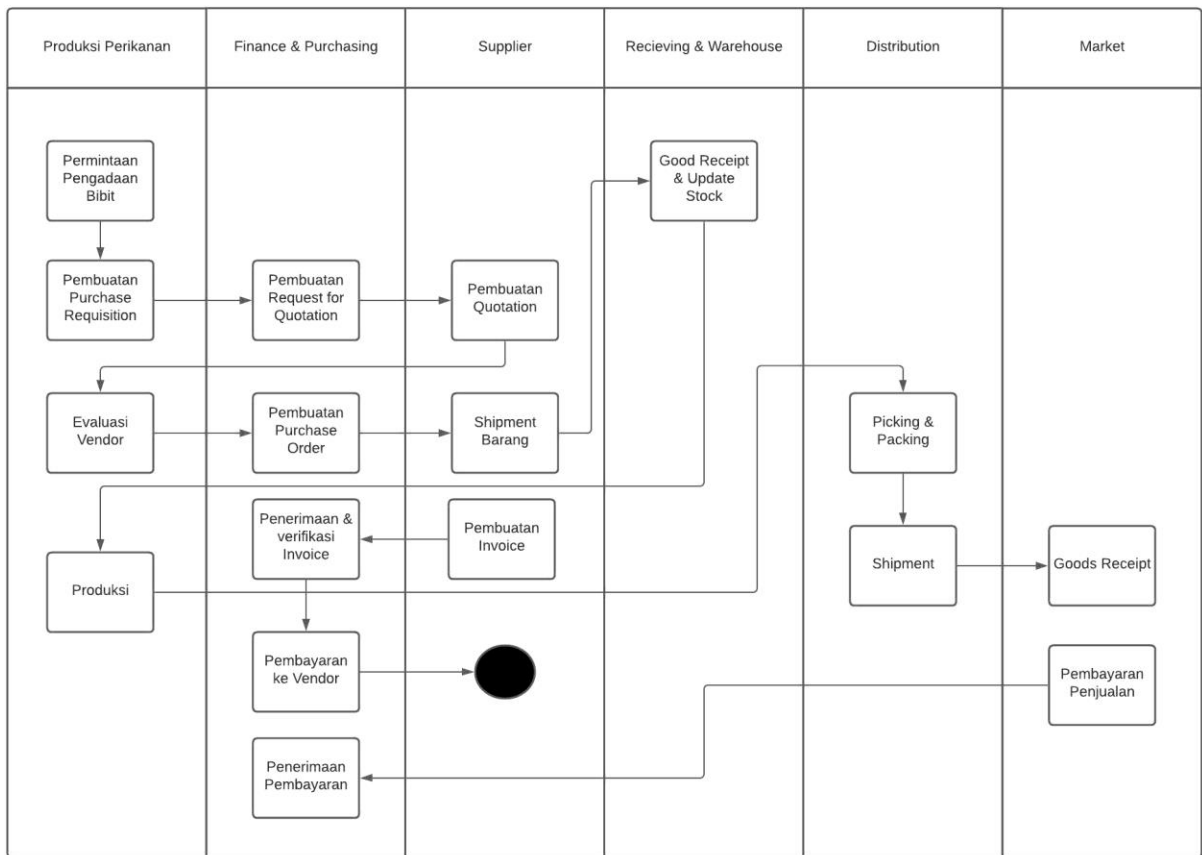 Produksi Perikanan
Finance & Purchasing
Supplier
Recieving & Warehouse
Distribution
Market
Permintaan
Pengadaan
Bibit
Good Receipt
& Update
Stock
Pembuatan
Purchase
Requisition
Pembuatan
Request for
Quotation
Pembuatan
Quotation
Evaluasi
Vendor
Pembuatan
Purchase
Order
Shipment
Barang
Picking &
Packing
Penerimaan &
verifikasi
Invoice
Pembuatan
Invoice
Produksi
Shipment
Goods Receipt
Pembayaran
ke Vendor
Pembayaran
Penjualan
Penerimaan
Pembayaran